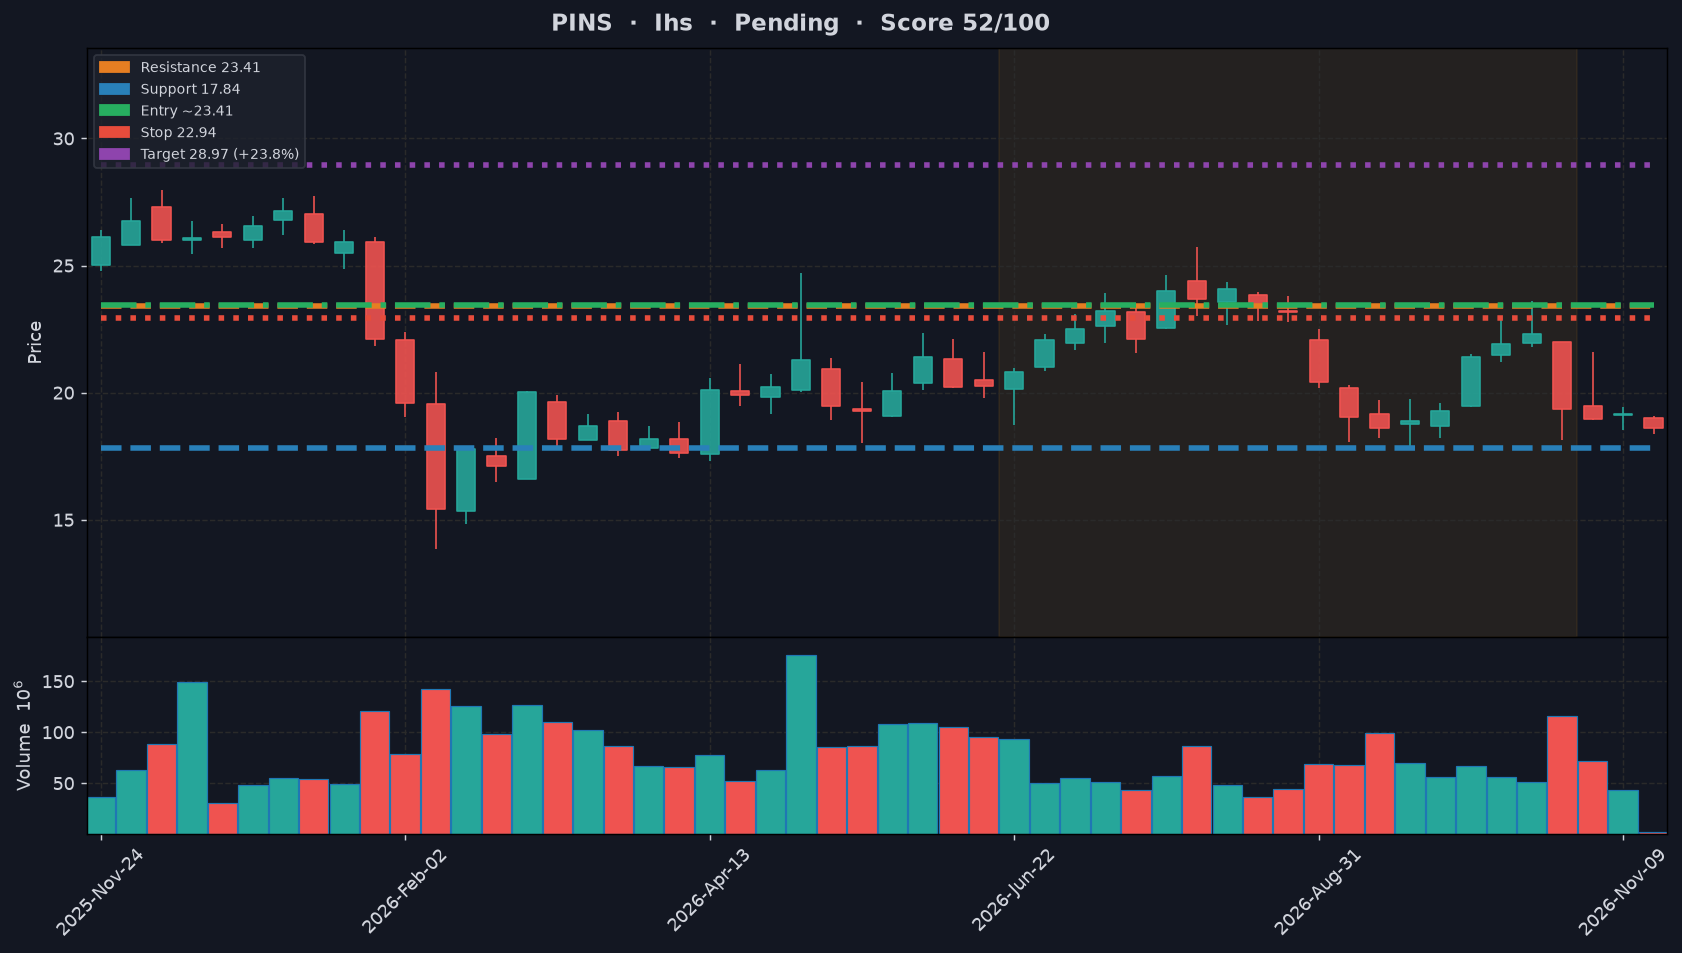 PINS · Ihs · Pending · Score 52/100
Resistance 23.41
Support 17.84
Entry ~23.41
Stop 22.94
Target 28.97 (+23.8%)
Price
30
25
20
15
Volume 10⁶
150
100
50
2025-Nov-24
2026-Feb-02
2026-Apr-13
2026-Jun-22
2026-Aug-31
2026-Nov-09